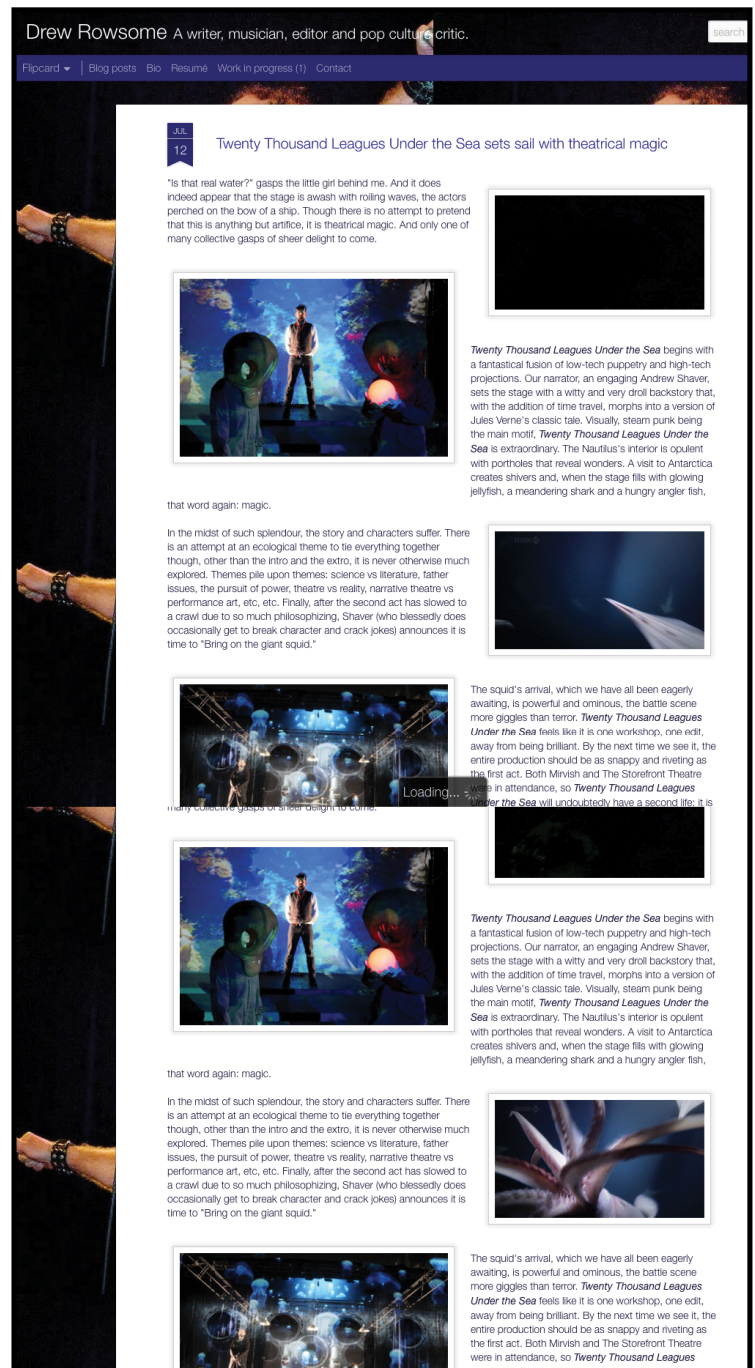 Drew Rowsome A writer, musician, editor and pop culture critic.
search
Flipcard Blog posts Bio Resumé Work in progress (1) Contact
JUL
12
Twenty Thousand Leagues Under the Sea sets sail with theatrical magic
"Is that real water?" gasps the little girl behind me. And it does
indeed appear that the stage is awash with roiling waves, the actors
perched on the bow of a ship. Though there is no attempt to pretend
that this is anything but artifice, it is theatrical magic. And only one of
many collective gasps of sheer delight to come.
Twenty Thousand Leagues Under the Sea begins with
a fantastical fusion of low-tech puppetry and high-tech
projections. Our narrator, an engaging Andrew Shaver,
sets the stage with a witty and very droll backstory that,
with the addition of time travel, morphs into a version of
Jules Verne's classic tale. Visually, steam punk being
the main motif, Twenty Thousand Leagues Under the
Sea is extraordinary. The Nautilus's interior is opulent
with portholes that reveal wonders. A visit to Antarctica
creates shivers and, when the stage fills with glowing
jellyfish, a meandering shark and a hungry angler fish,
that word again: magic.
In the midst of such splendour, the story and characters suffer. There
is an attempt at an ecological theme to tie everything together
though, other than the intro and the extro, it is never otherwise much
explored. Themes pile upon themes: science vs literature, father
issues, the pursuit of power, theatre vs reality, narrative theatre vs
performance art, etc, etc. Finally, after the second act has slowed to
a crawl due to so much philosophizing, Shaver (who blessedly does
occasionally get to break character and crack jokes) announces it is
time to "Bring on the giant squid."
The squid's arrival, which we have all been eagerly
awaiting, is powerful and ominous, the battle scene
more giggles than terror. Twenty Thousand Leagues
Under the Sea feels like it is one workshop, one edit,
away from being brilliant. By the next time we see it, the
entire production should be as snappy and riveting as
the first act. Both Mirvish and The Storefront Theatre
were in attendance, so Twenty Thousand Leagues
Under the Sea will undoubtedly have a second life: it is
Loading...
many collective gasps of sheer delight to come.
Twenty Thousand Leagues Under the Sea begins with
a fantastical fusion of low-tech puppetry and high-tech
projections. Our narrator, an engaging Andrew Shaver,
sets the stage with a witty and very droll backstory that,
with the addition of time travel, morphs into a version of
Jules Verne's classic tale. Visually, steam punk being
the main motif, Twenty Thousand Leagues Under the
Sea is extraordinary. The Nautilus's interior is opulent
with portholes that reveal wonders. A visit to Antarctica
creates shivers and, when the stage fills with glowing
jellyfish, a meandering shark and a hungry angler fish,
that word again: magic.
In the midst of such splendour, the story and characters suffer. There
is an attempt at an ecological theme to tie everything together
though, other than the intro and the extro, it is never otherwise much
explored. Themes pile upon themes: science vs literature, father
issues, the pursuit of power, theatre vs reality, narrative theatre vs
performance art, etc, etc. Finally, after the second act has slowed to
a crawl due to so much philosophizing, Shaver (who blessedly does
occasionally get to break character and crack jokes) announces it is
time to "Bring on the giant squid."
The squid's arrival, which we have all been eagerly
awaiting, is powerful and ominous, the battle scene
more giggles than terror. Twenty Thousand Leagues
Under the Sea feels like it is one workshop, one edit,
away from being brilliant. By the next time we see it, the
entire production should be as snappy and riveting as
the first act. Both Mirvish and The Storefront Theatre
were in attendance, so Twenty Thousand Leagues